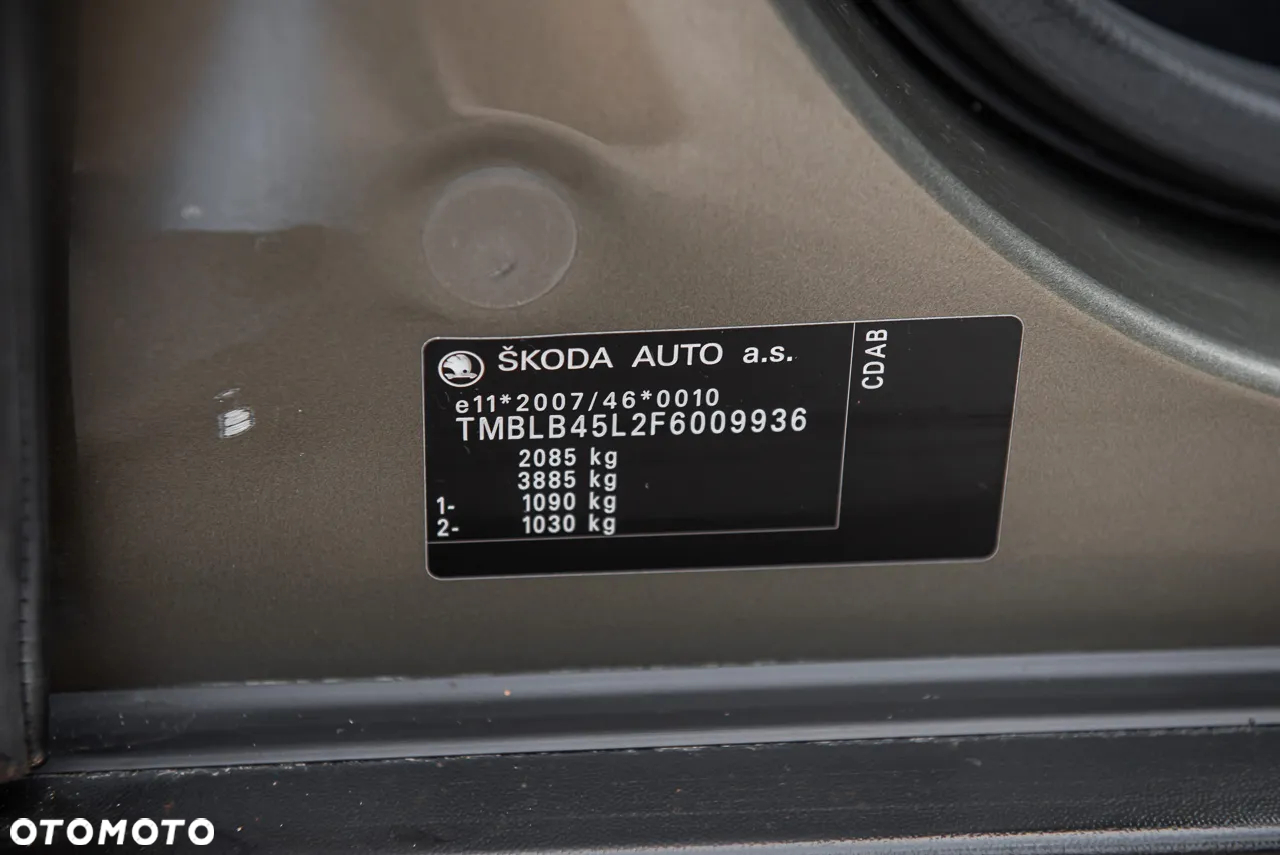 ŠKODA AUTO a.s.
e11*2007/46*0010
TMBLB45L2F6009936
2085 kg
3885 kg
1- 1090 kg
2- 1030 kg
CDAB
OTOMOTO